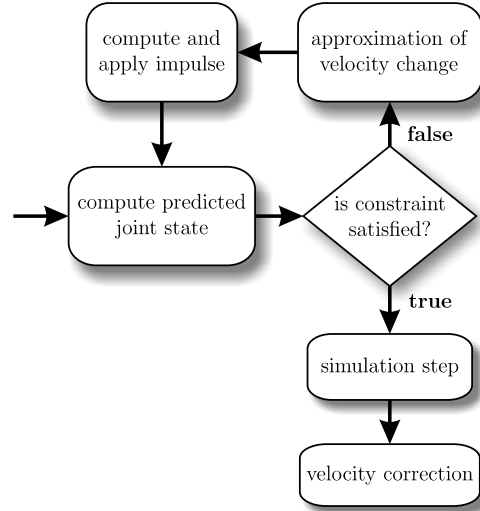 compute and
apply impulse
approximation of
velocity change
false
compute predicted
joint state
is constraint
satisfied?
true
simulation step
velocity correction